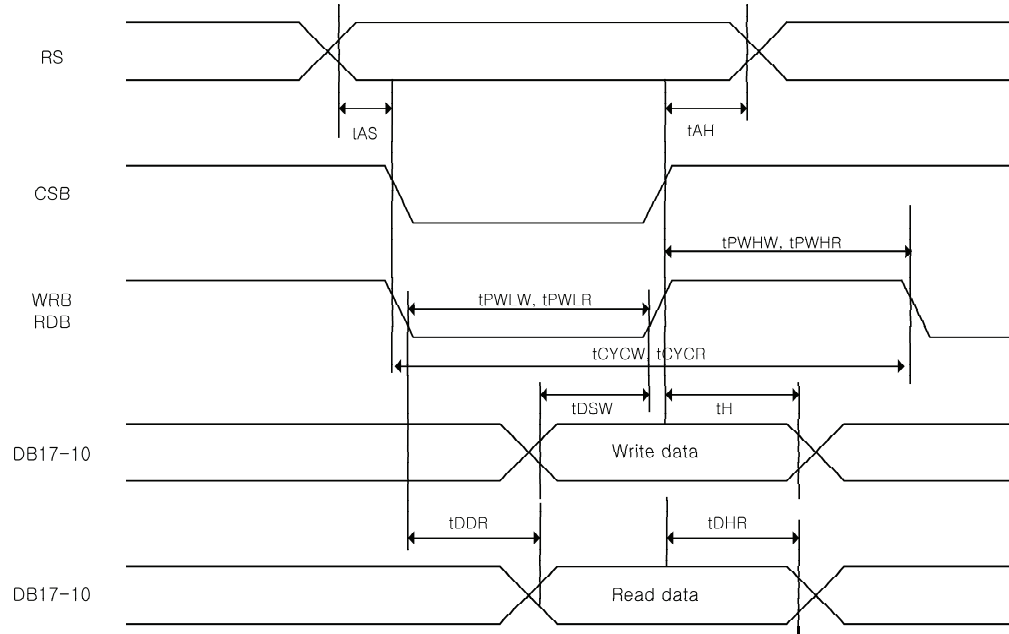 RS
tAS
tAH
CSB
tPWHW, tPWHR
WRB
RDB
tPWLW, tPWLR
tCYCW, tCYCR
tDSW
tH
DB17-10
Write data
tDDR
tDHR
DB17-10
Read data